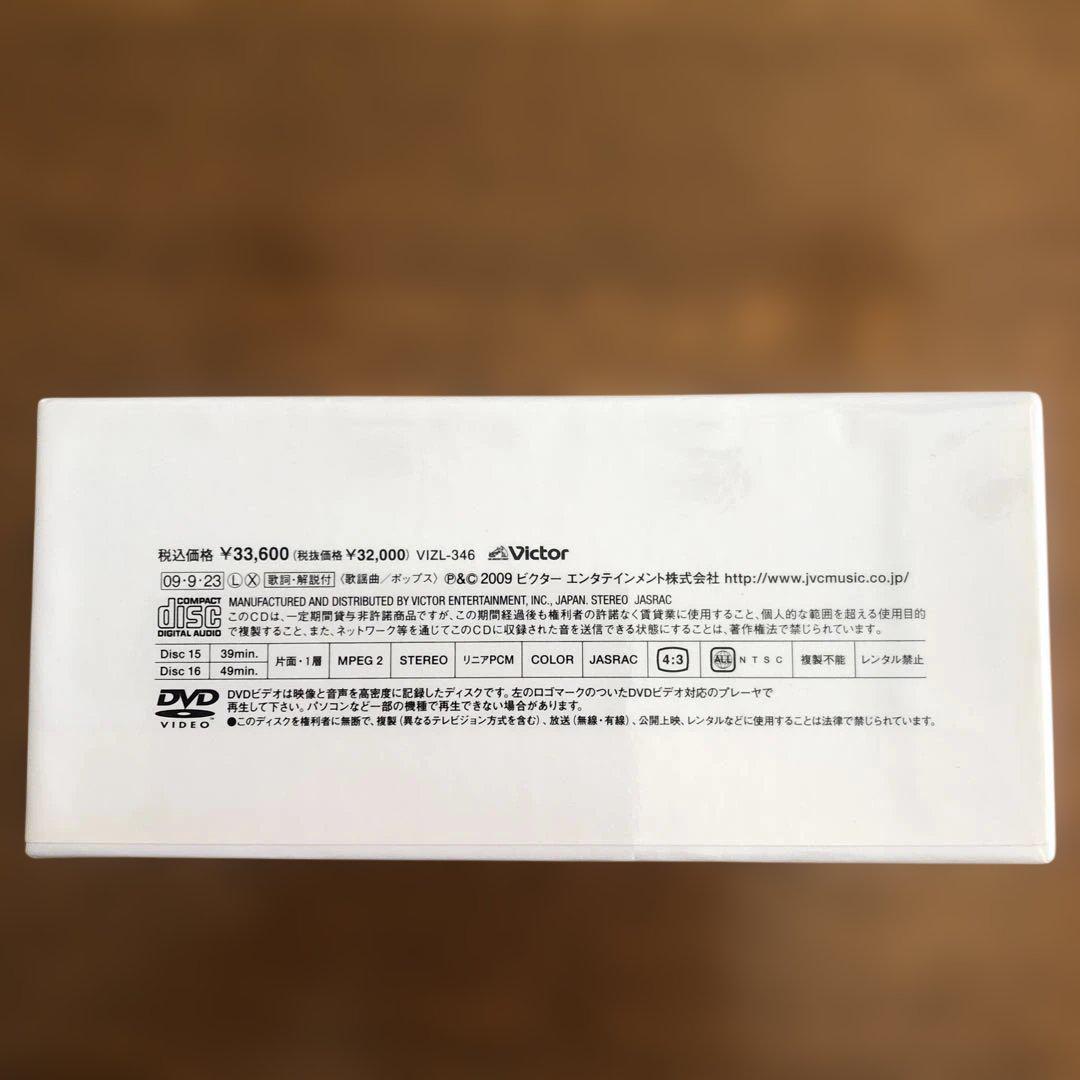 税込価格 ¥33,600 (税抜価格 ¥32,000) VIZL-346 Victor
09・9・23 Ⓛ Ⓧ 歌詞・解説付 〈歌謡曲／ポップス〉 ℗&© 2009 ビクター エンタテインメント株式会社 http://www.jvcmusic.co.jp/
COMPACT disc DIGITAL AUDIO
MANUFACTURED AND DISTRIBUTED BY VICTOR ENTERTAINMENT, INC., JAPAN. STEREO JASRAC
このCDは、一定期間貸与非許諾商品ですが、この期間経過後も権利者の許諾なく賃貸業に使用すること、個人的な範囲を超える使用目的
で複製すること、また、ネットワーク等を通じてこのCDに収録された音を送信できる状態にすることは、著作権法で禁じられています。
Disc 15 39min.
Disc 16 49min.
片面・1層 MPEG 2 STEREO リニアPCM COLOR JASRAC 4:3 ALL NTSC 複製不能 レンタル禁止
DVD VIDEO
DVDビデオは映像と音声を高密度に記録したディスクです。左のロゴマークのついたDVDビデオ対応のプレーヤで
再生して下さい。パソコンなど一部の機種で再生できない場合があります。
●このディスクを権利者に無断で、複製（異なるテレビジョン方式を含む）、放送（無線・有線）、公開上映、レンタルなどに使用することは法律で禁じられています。